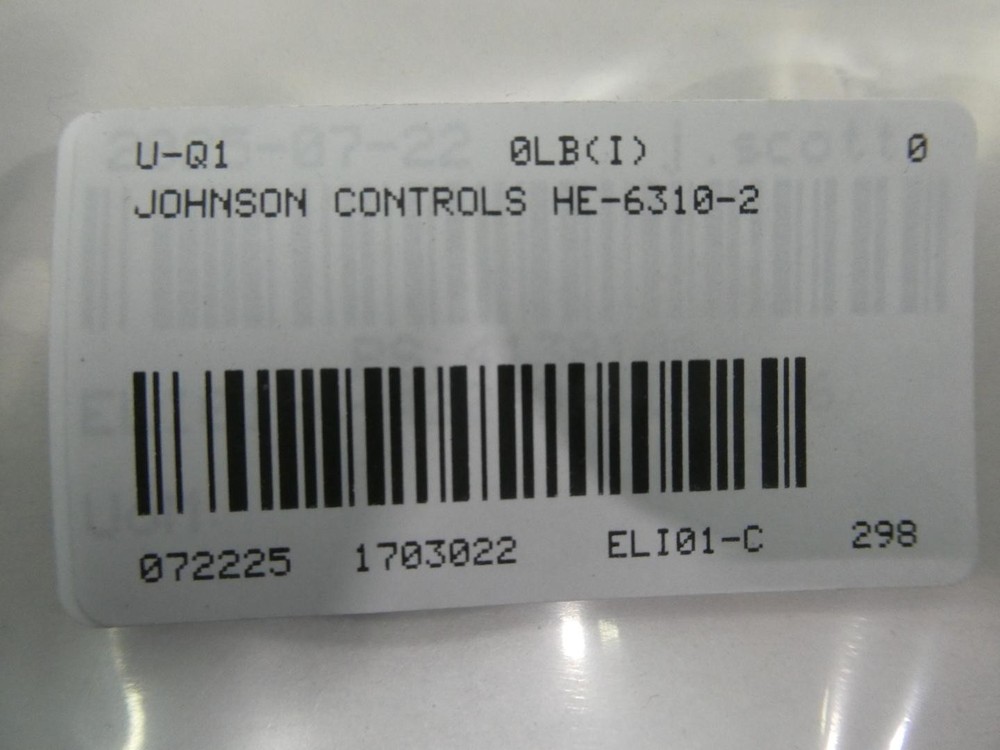 U-Q1 0LB(I) 0
JOHNSON CONTROLS HE-6310-2
072225 1703022 ELI01-C 298